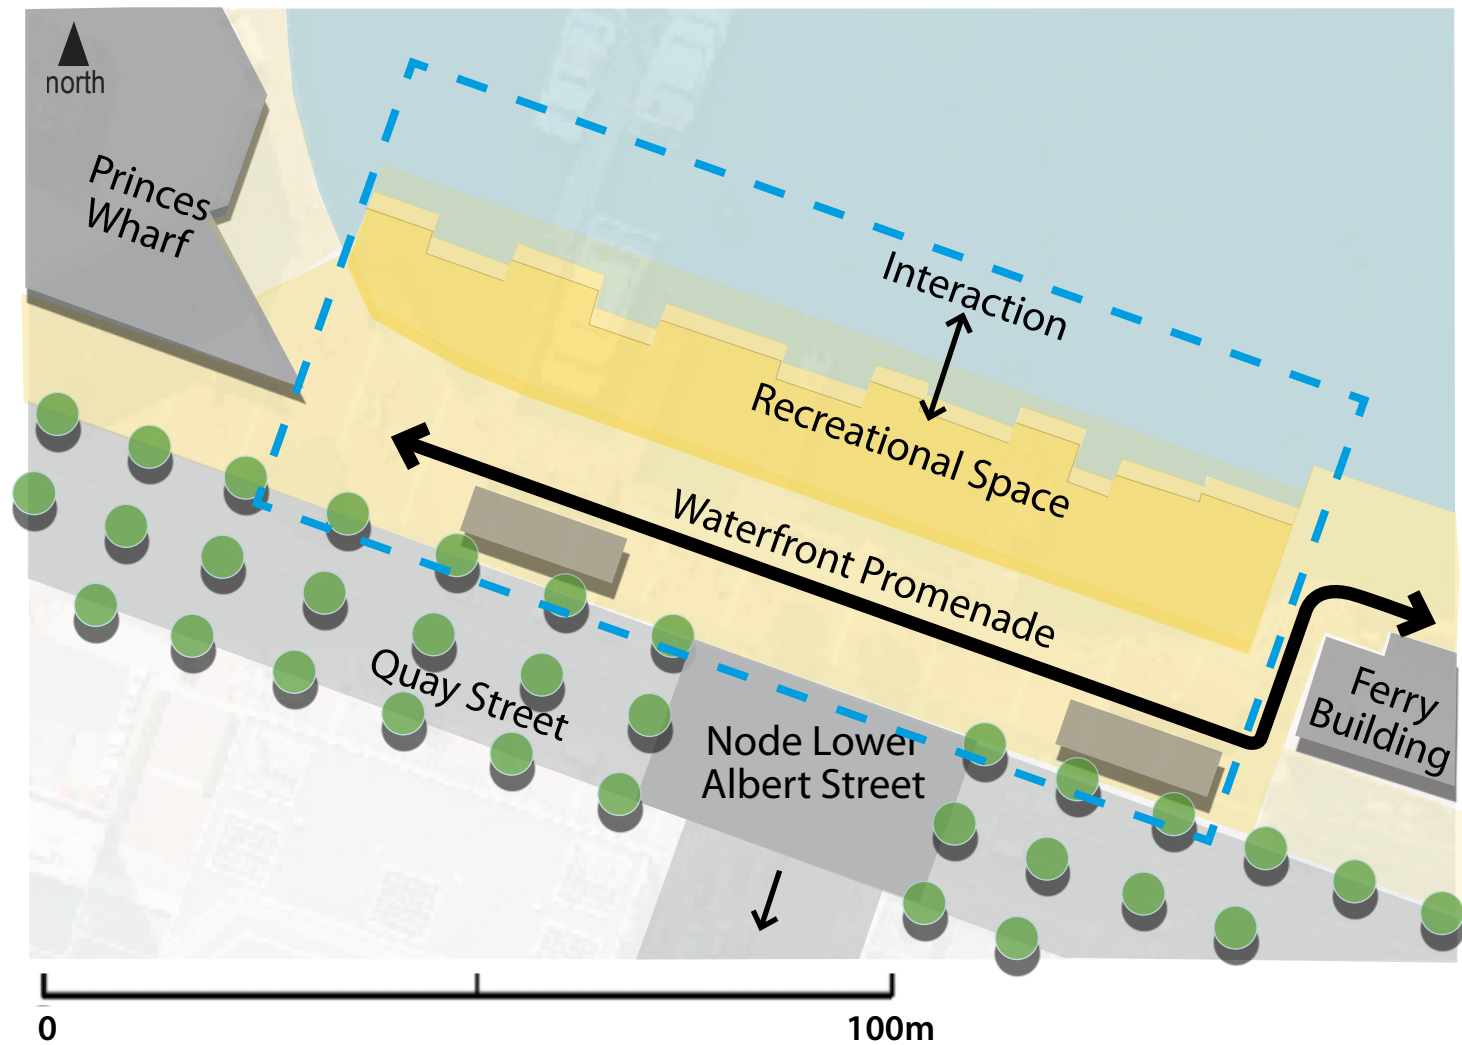 north
Princes
Wharf
Interaction
Recreational Space
Waterfront Promenade
Quay Street
Node Lower
Albert Street
Ferry
Building
0
100m